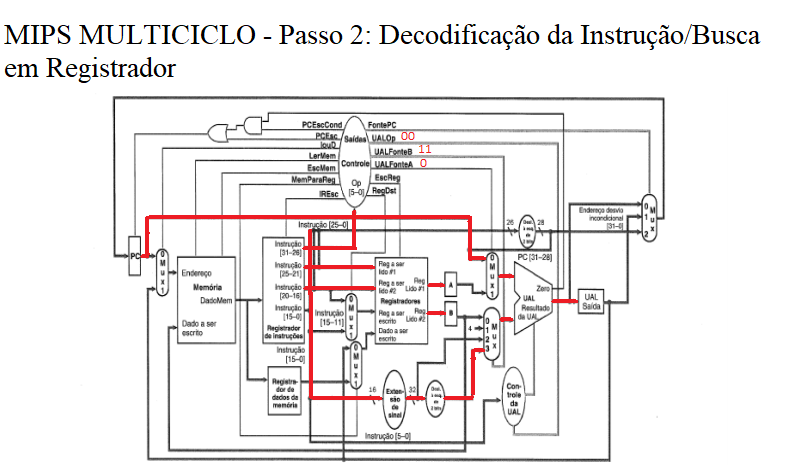 MIPS MULTICICLO - Passo 2: Decodificação da Instrução/Busca
em Registrador
PCEscCond
PCEsc
IouD
LerMem
EscMem
MemParaReg
IREsc
Saídas
Controle
Op
[5–0]
FontePC
UALOp 00
UALFonteB 11
UALFonteA 0
EscReg
RegDst
Instrução [25–0]
26
28
Desl.
à esq.
de
2 bits
Endereço desvio
incondicional
[31–0]
PC [31–28]
0
1
2
M
u
x
PC
0
M
u
x
1
Endereço
Memória
DadoMem
Dado a ser
escrito
Instrução
[31–26]
Instrução
[25–21]
Instrução
[20–16]
Instrução
[15–0]
Registrador
de instruções
Instrução
[15–0]
Registra-
dor de
dados da
memória
Instrução
[15–11]
0
M
u
x
1
0
M
u
x
1
Reg a ser
lido #1
Reg a ser
lido #2
Registradores
Reg a ser
escrito
Dado a ser
escrito
Reg
Lido #1
Reg
Lido #2
A
B
4
0
M
u
x
1
0
1
2
3
M
u
x
Zero
UAL
Resultado
da UAL
UAL
Saída
16
Exten-
são
de
sinal
32
Desl.
à esq.
de
2 bits
Con-
trole
da
UAL
Instrução [5–0]